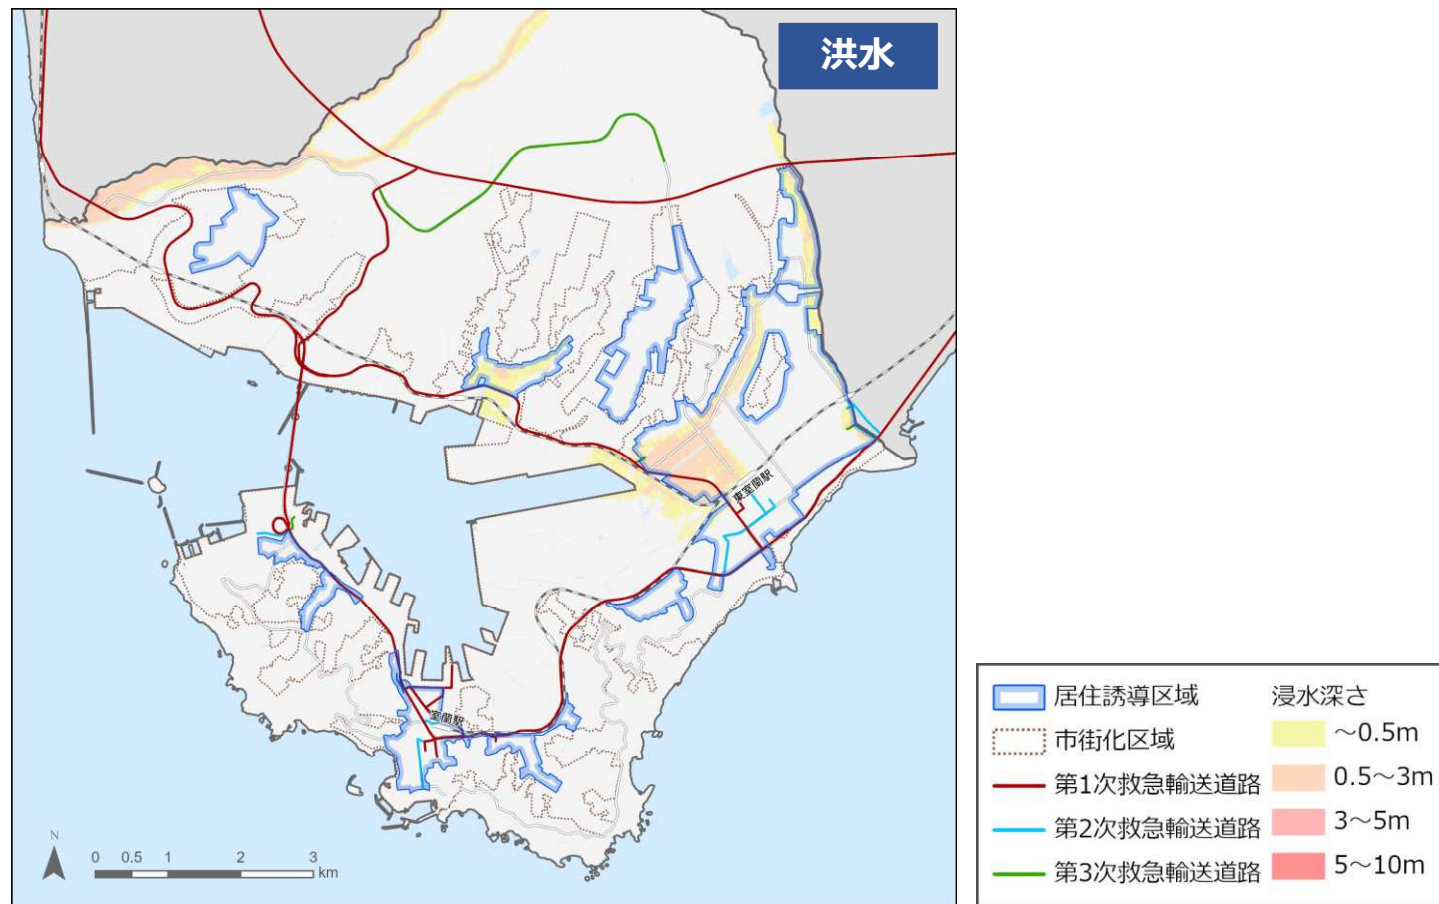 洪水
東室蘭駅
室蘭駅
N
0 0.5 1 2 3
km
居住誘導区域
市街化区域
第1次救急輸送道路
第2次救急輸送道路
第3次救急輸送道路
浸水深さ
～0.5m
0.5～3m
3～5m
5～10m